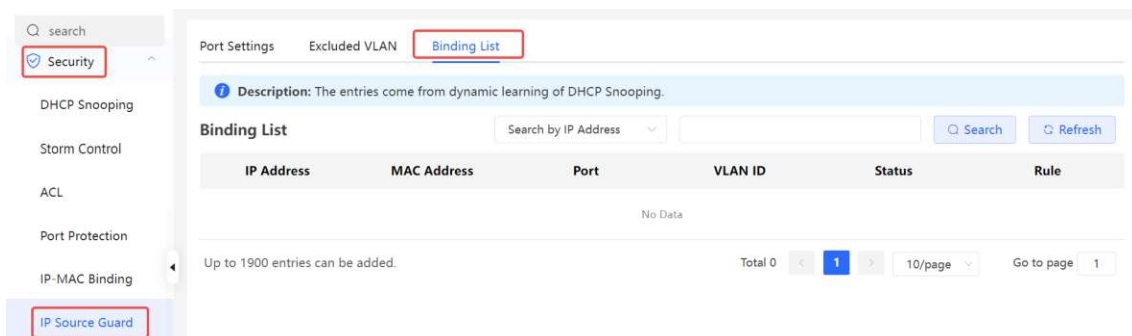 search
Security
DHCP Snooping
Storm Control
ACL
Port Protection
IP-MAC Binding
IP Source Guard
Port Settings Excluded VLAN Binding List
Description: The entries come from dynamic learning of DHCP Snooping.
Binding List Search by IP Address Search Refresh
IP Address MAC Address Port VLAN ID Status Rule
No Data
Up to 1900 entries can be added. Total 0 1 10/page Go to page 1